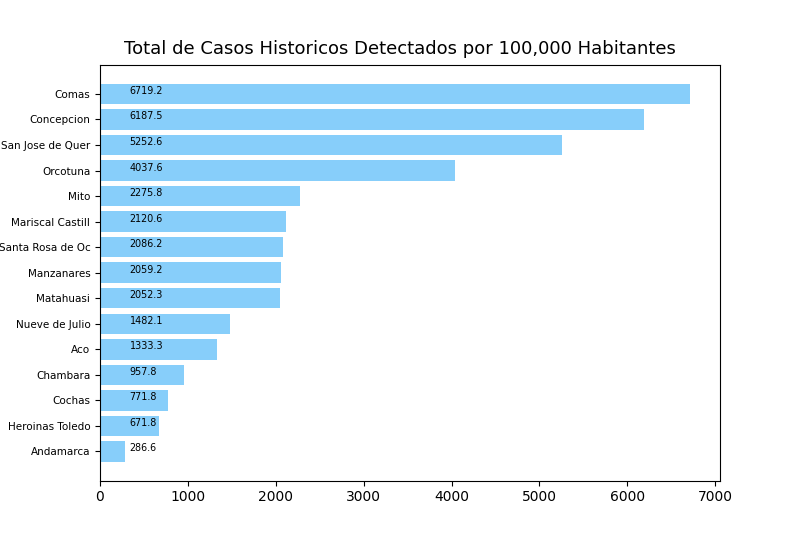 Total de Casos Historicos Detectados por 100,000 Habitantes
Comas 6719.2
Concepcion 6187.5
San Jose de Quer 5252.6
Orcotuna 4037.6
Mito 2275.8
Mariscal Castill 2120.6
Santa Rosa de Oc 2086.2
Manzanares 2059.2
Matahuasi 2052.3
Nueve de Julio 1482.1
Aco 1333.3
Chambara 957.8
Cochas 771.8
Heroinas Toledo 671.8
Andamarca 286.6
0 1000 2000 3000 4000 5000 6000 7000